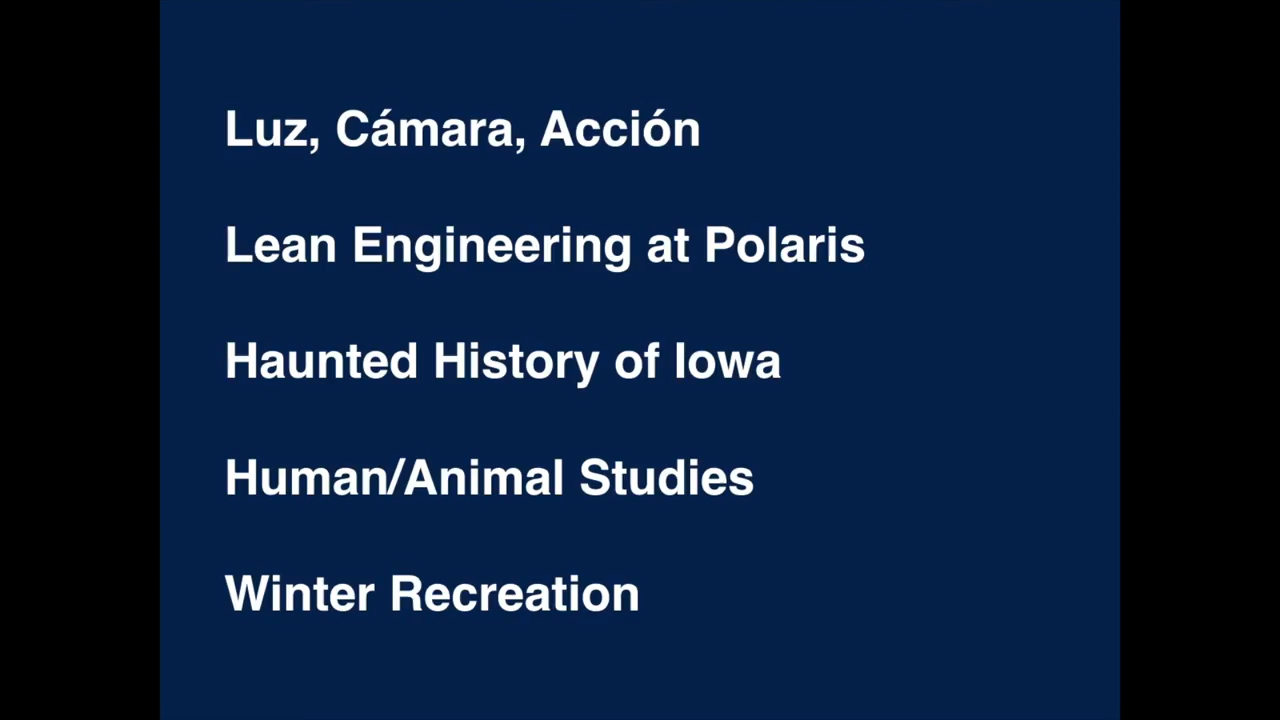 Luz, Cámara, Acción
Lean Engineering at Polaris
Haunted History of Iowa
Human/Animal Studies
Winter Recreation